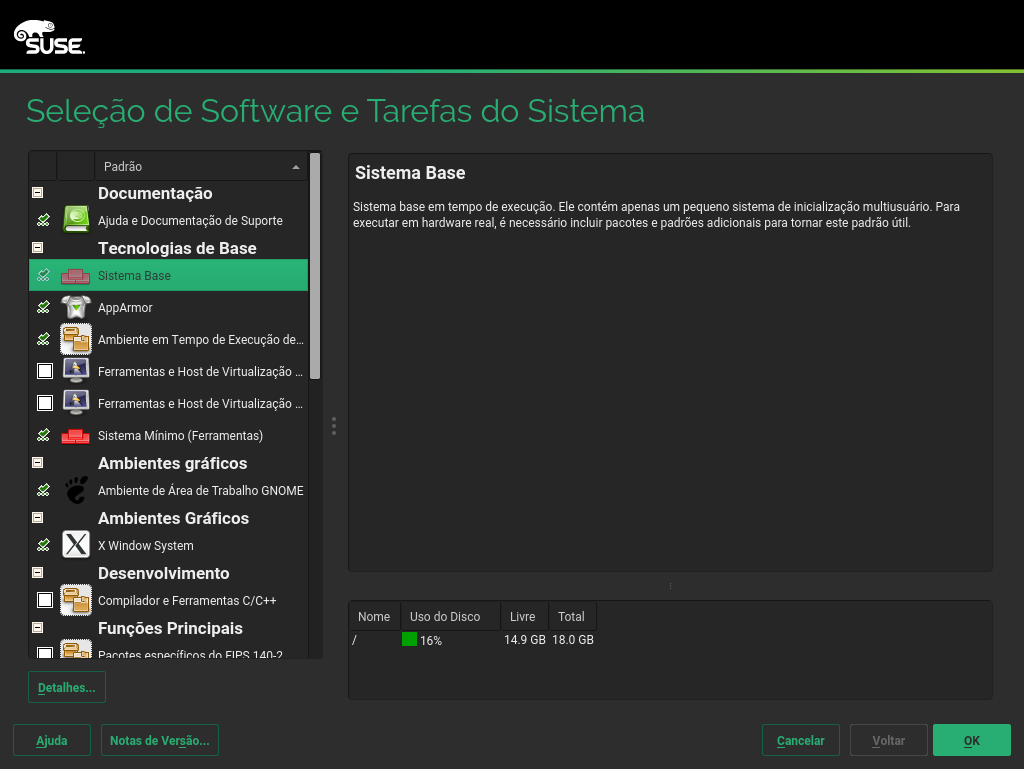 SUSE.
Seleção de Software e Tarefas do Sistema
Padrão
Documentação
Ajuda e Documentação de Suporte
Tecnologias de Base
Sistema Base
AppArmor
Ambiente em Tempo de Execução de...
Ferramentas e Host de Virtualização ...
Ferramentas e Host de Virtualização ...
Sistema Mínimo (Ferramentas)
Ambientes gráficos
Ambiente de Área de Trabalho GNOME
Ambientes Gráficos
X Window System
Desenvolvimento
Compilador e Ferramentas C/C++
Funções Principais
Pacotes específicos do FIPS 140-2
Sistema Base
Sistema base em tempo de execução. Ele contém apenas um pequeno sistema de inicialização multiusuário. Para
executar em hardware real, é necessário incluir pacotes e padrões adicionais para tornar este padrão útil.
Nome Uso do Disco Livre Total
/ 16% 14.9 GB 18.0 GB
Detalhes...
Ajuda Notas de Versão... Cancelar Voltar OK